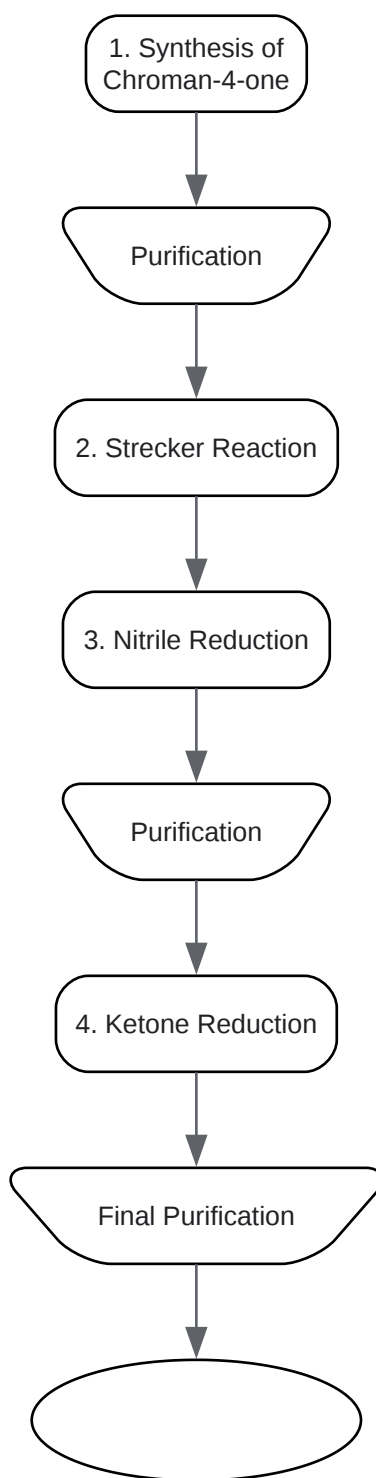 1. Synthesis of
Chroman-4-one
Purification
2. Strecker Reaction
3. Nitrile Reduction
Purification
4. Ketone Reduction
Final Purification